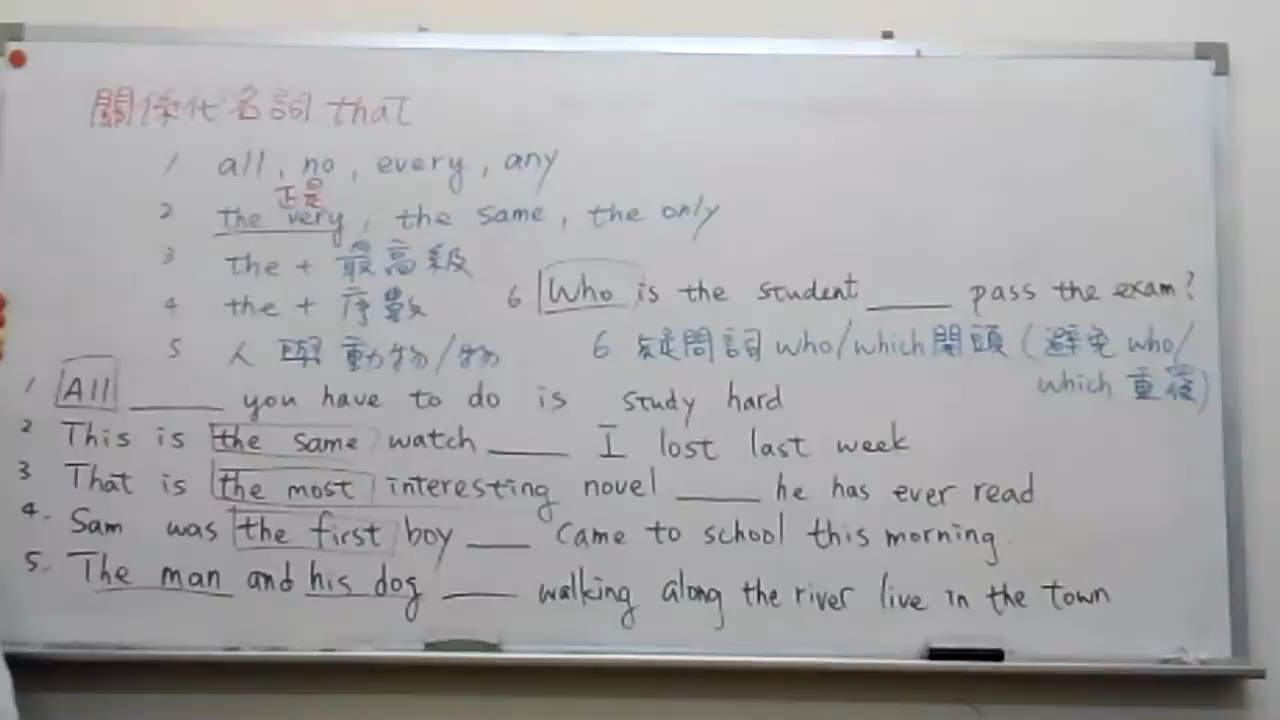 關係代名詞 that
1 all, no, every, any
正是
2 the very, the same, the only
3 the + 最高級
4 the + 序數
5 人與動物/物
6 Who is the student ____ pass the exam?
6 疑問詞 who/which開頭(避免 who/
which 重複)
1 All ____ you have to do is study hard
2 This is the same watch ____ I lost last week
3 That is the most interesting novel ____ he has ever read
4. Sam was the first boy ____ came to school this morning.
5. The man and his dog ____ walking along the river live in the town